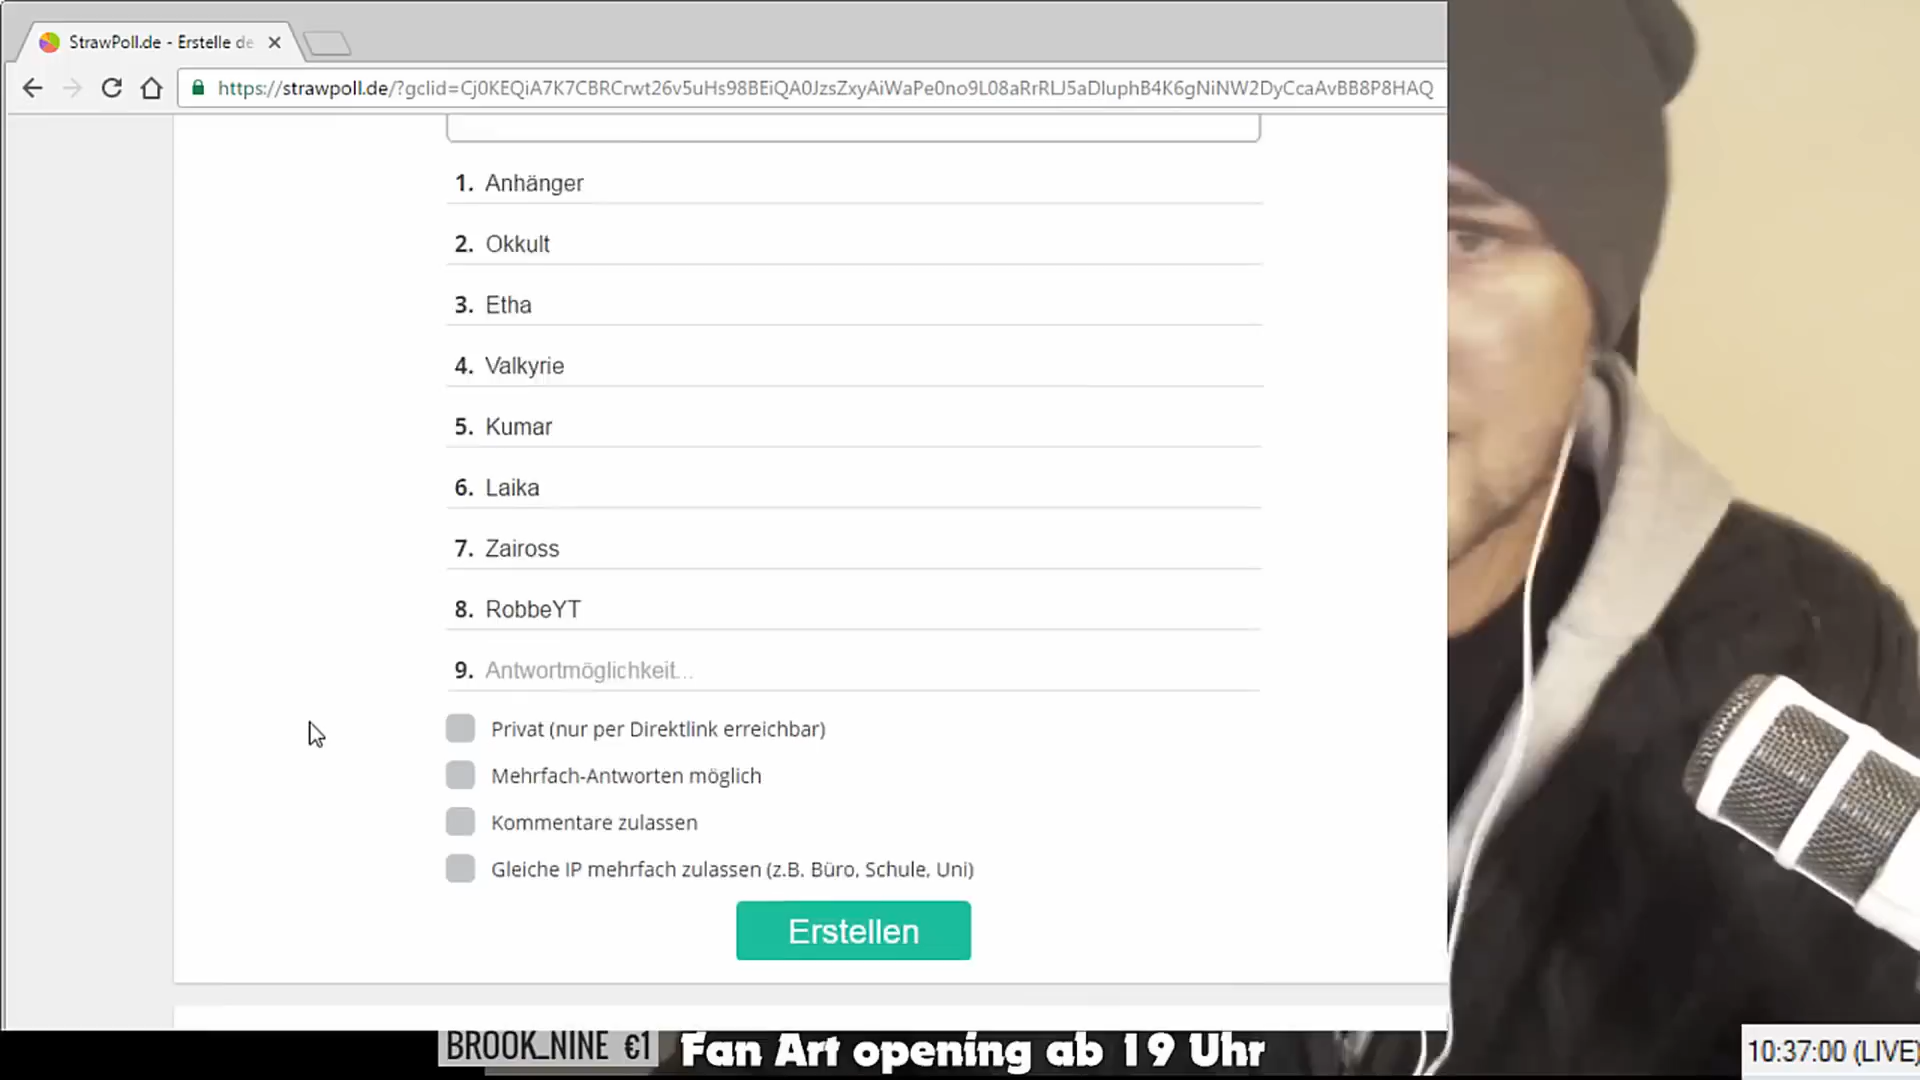 StrawPoll.de - Erstelle de
https://strawpoll.de/?gclid=Cj0KEQiA7K7CBRCrwt26v5uHs98BEiQA0JzsZxyAiWaPe0no9L08aRrRLJ5aDluphB4K6gNiNW2DyCcaAvBB8P8HAQ
1. Anhänger
2. Okkult
3. Etha
4. Valkyrie
5. Kumar
6. Laika
7. Zaiross
8. RobbeYT
9. Antwortmöglichkeit...
Privat (nur per Direktlink erreichbar)
Mehrfach-Antworten möglich
Kommentare zulassen
Gleiche IP mehrfach zulassen (z.B. Büro, Schule, Uni)
Erstellen
BROOK_NINE €1 Fan Art opening ab 19 Uhr
10:37:00 (LIVE)